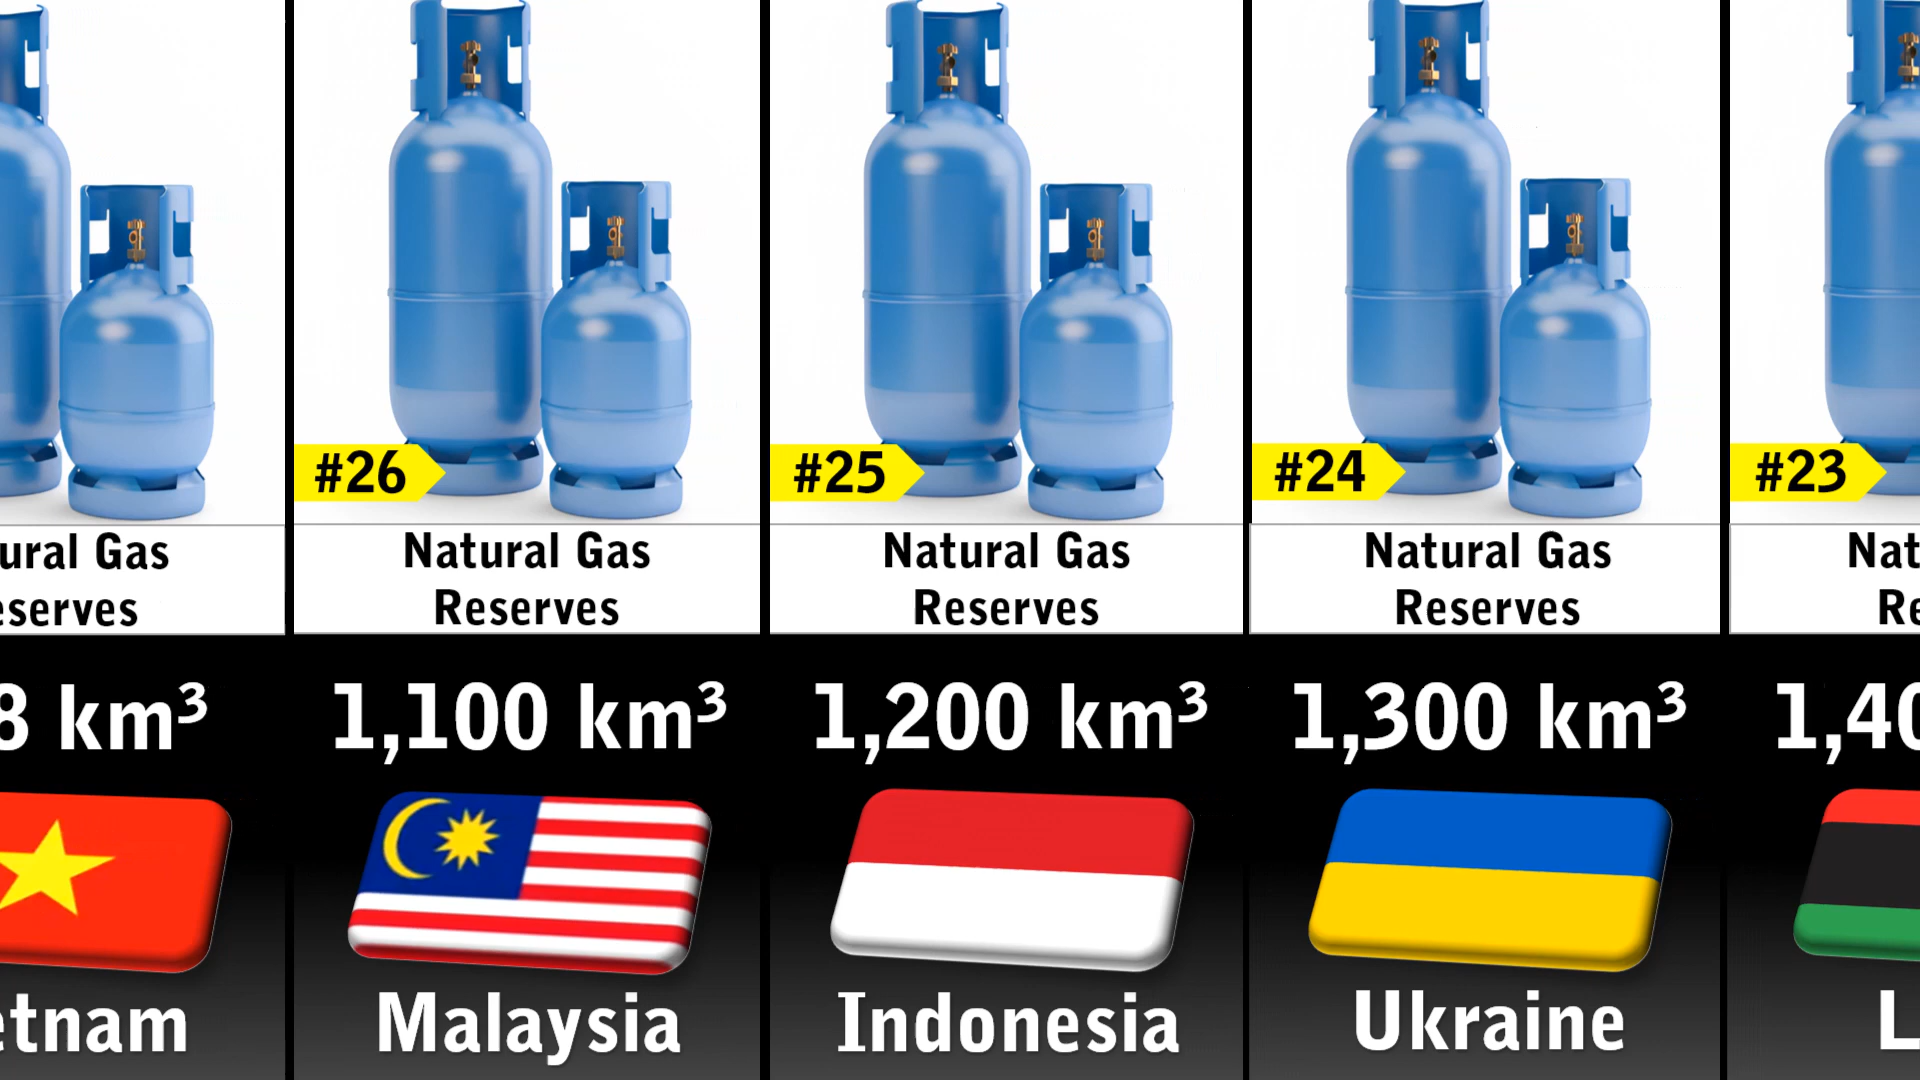 ural Gas
eserves
8 km³
etnam
#26
Natural Gas
Reserves
1,100 km³
Malaysia
#25
Natural Gas
Reserves
1,200 km³
Indonesia
#24
Natural Gas
Reserves
1,300 km³
Ukraine
#23
Nat
Re
1,40
L